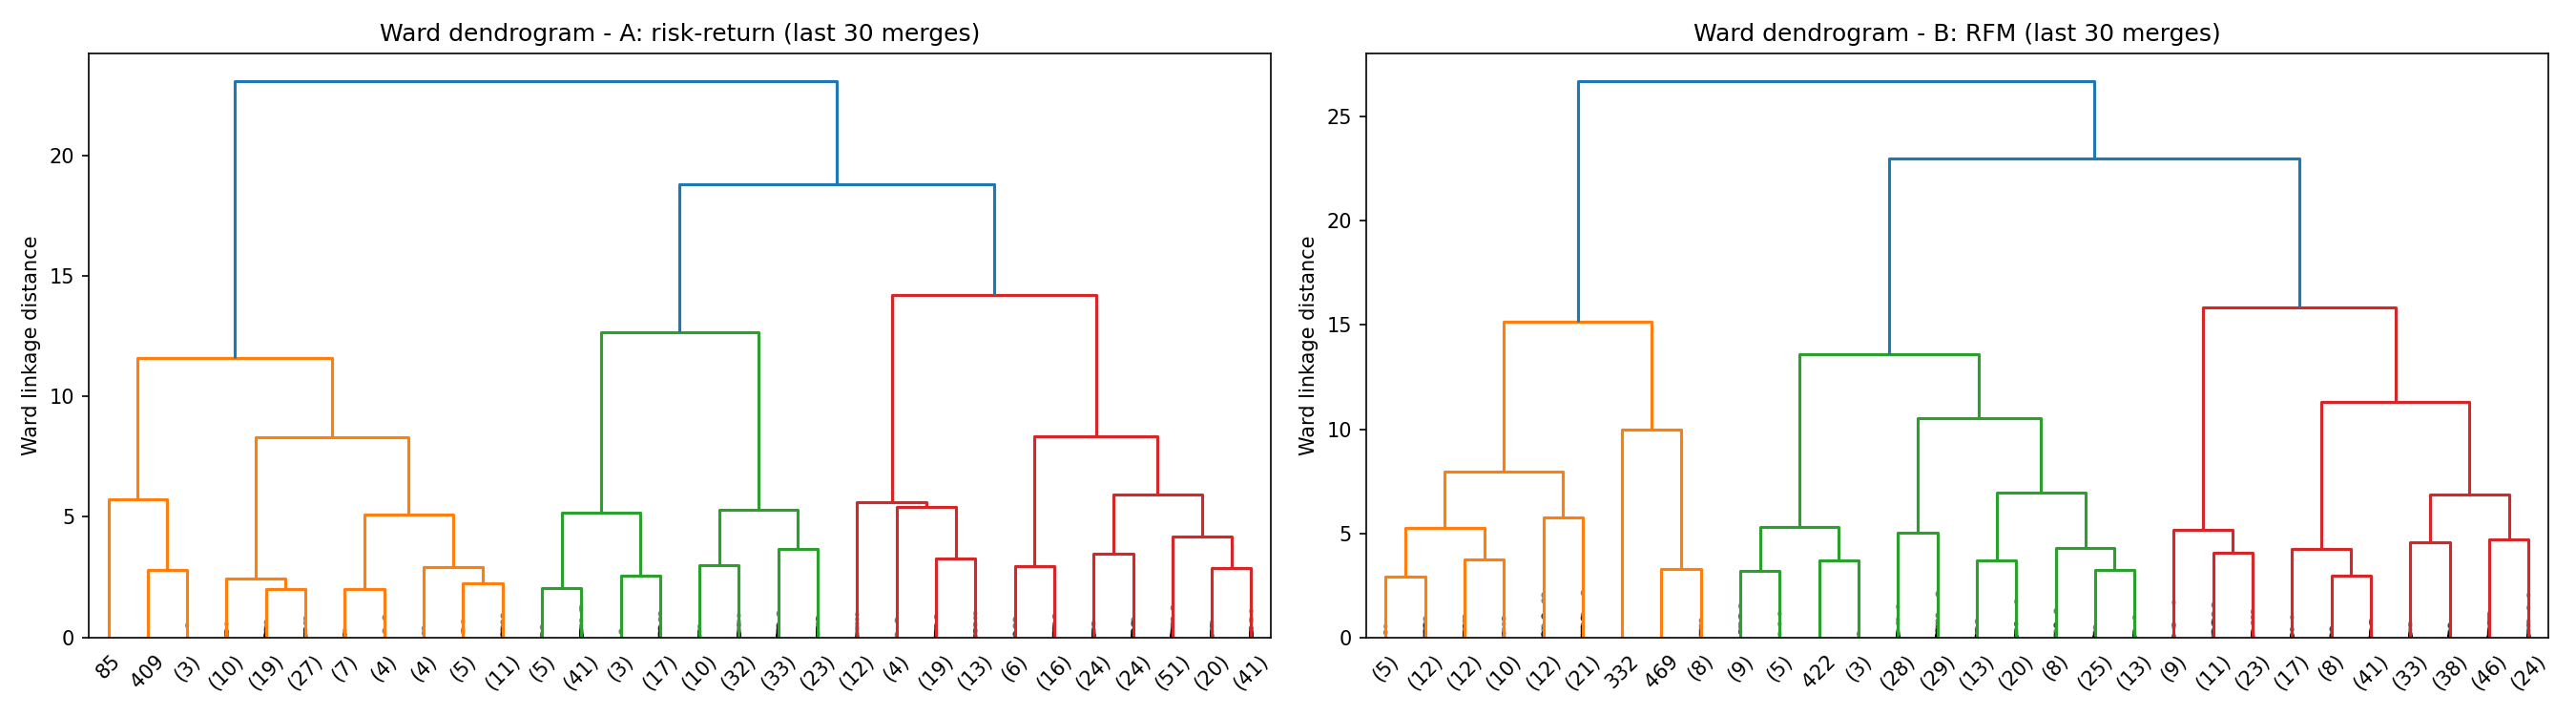 Ward dendrogram - A: risk-return (last 30 merges)
Ward linkage distance
20
15
10
5
0
85 409 (3) (10) (19) (27) (7) (4) (4) (5) (11) (5) (41) (3) (17) (10) (32) (33) (23) (12) (4) (19) (13) (6) (16) (24) (24) (51) (20) (41)
Ward dendrogram - B: RFM (last 30 merges)
Ward linkage distance
25
20
15
10
5
0
(5) (12) (12) (10) (12) (21) 332 469 (8) (9) (5) 422 (3) (28) (29) (13) (20) (8) (25) (13) (9) (11) (23) (17) (8) (41) (33) (38) (46) (24)